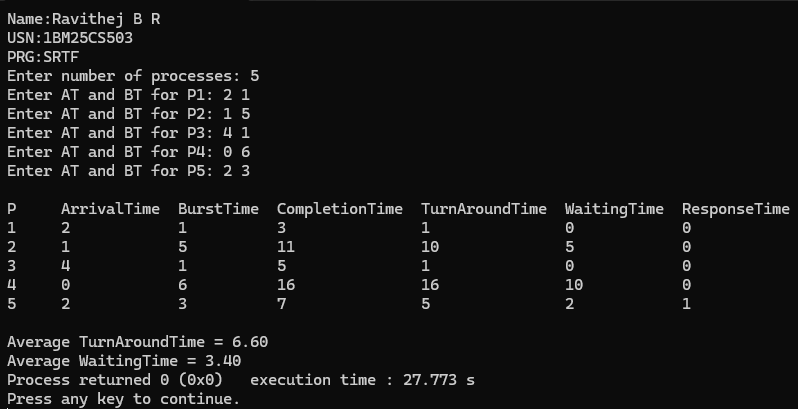 Name:Ravithej B R
USN:1BM25CS503
PRG:SRTF
Enter number of processes: 5
Enter AT and BT for P1: 2 1
Enter AT and BT for P2: 1 5
Enter AT and BT for P3: 4 1
Enter AT and BT for P4: 0 6
Enter AT and BT for P5: 2 3
P ArrivalTime BurstTime CompletionTime TurnAroundTime WaitingTime ResponseTime
1 2 1 3 1 0 0
2 1 5 11 10 5 0
3 4 1 5 1 0 0
4 0 6 16 16 10 0
5 2 3 7 5 2 1
Average TurnAroundTime = 6.60
Average WaitingTime = 3.40
Process returned 0 (0x0) execution time : 27.773 s
Press any key to continue.